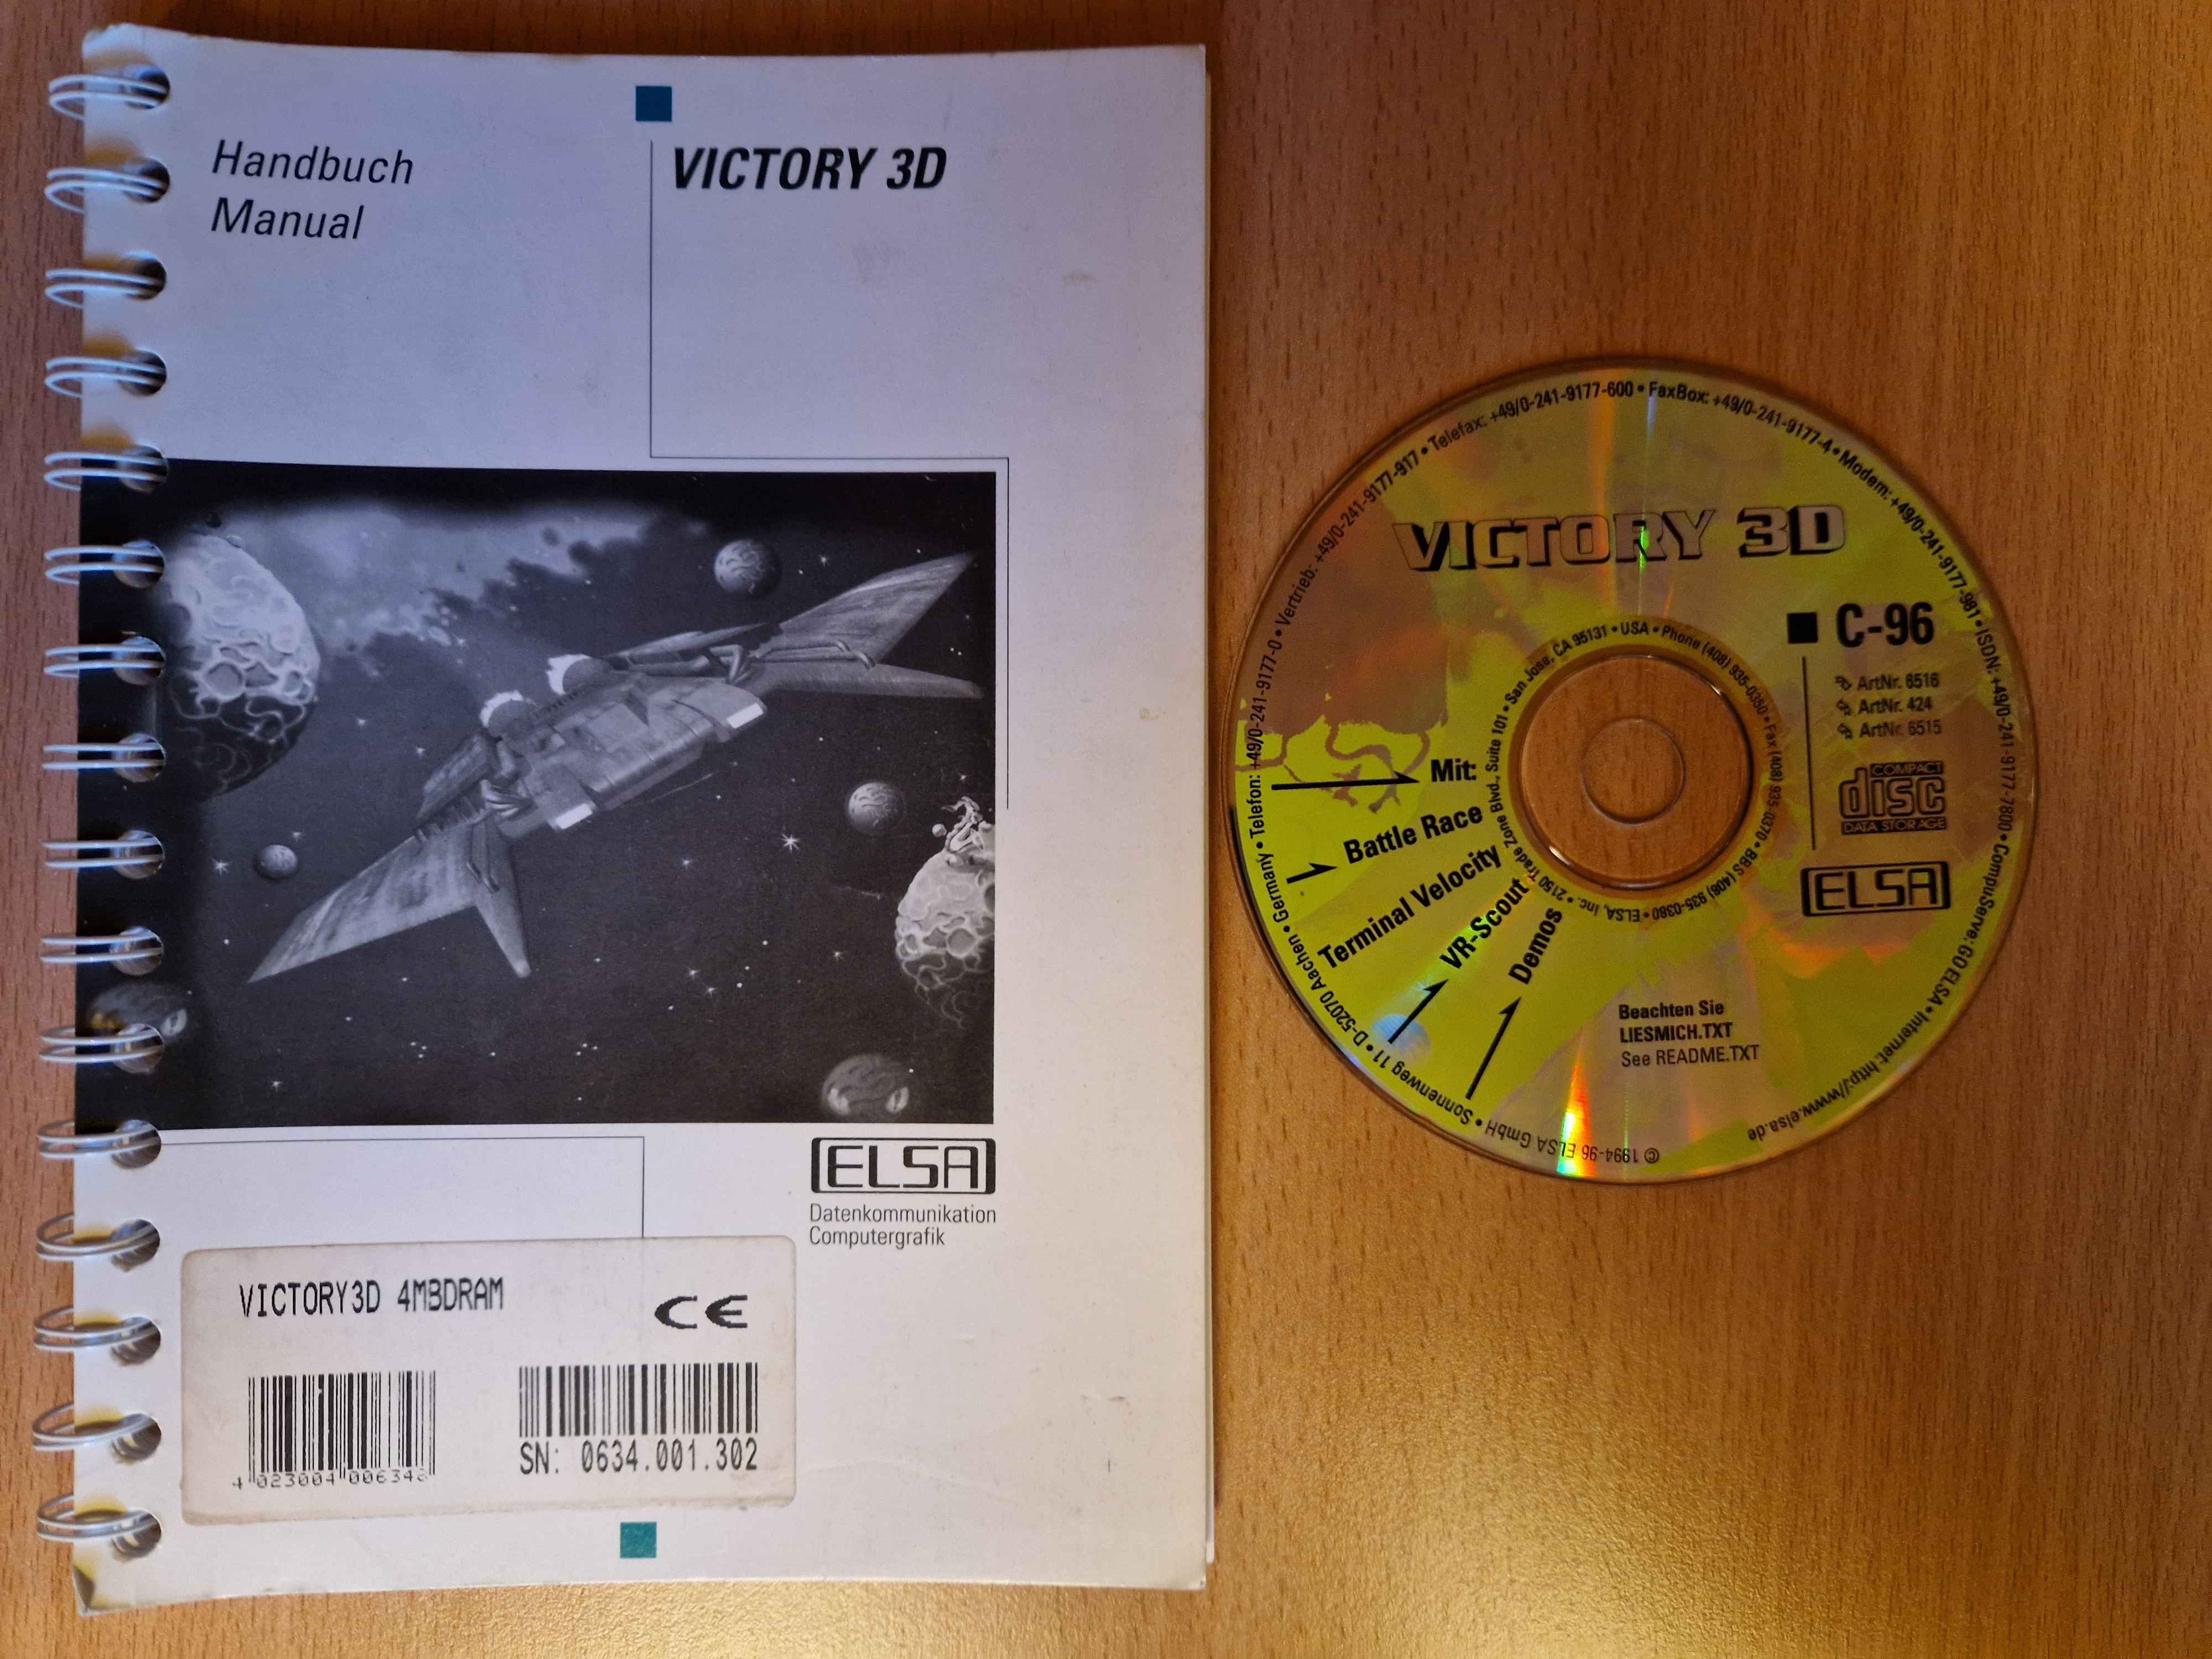 Handbuch
Manual
VICTORY 3D
ELSA
Datenkommunikation
Computergrafik
VICTORY3D 4MBDRAM
CE
4 023004 006346
SN: 0634.001.302
© 1994-96 ELSA GmbH • Sonnenweg 11 • D-52070 Aachen • Germany • Telefon: +49/0-241-9177-0 • Vertrieb: +49/0-241-9177-917 • Telefax: +49/0-241-9177-600 • FaxBox: +49/0-241-9177-4 • Modem: +49/0-241-9177-981 • ISDN: +49/0-241-9177-7800 • CompuServe: GO ELSA • Internet: http://www.elsa.de
VICTORY 3D
C-96
ArtNr. 6516
ArtNr. 424
ArtNr. 6515
COMPACT
disc
DATA STORAGE
ELSA
ELSA, Inc. • 2150 Trade Zone Blvd., Suite 101 • San Jose, CA 95131 • USA • Phone (408) 935-0350 • Fax (408) 935-0370 • BBS (408) 935-0380
Mit:
Battle Race
Terminal Velocity
VR-Scout
Demos
Beachten Sie
LIESMICH.TXT
See README.TXT